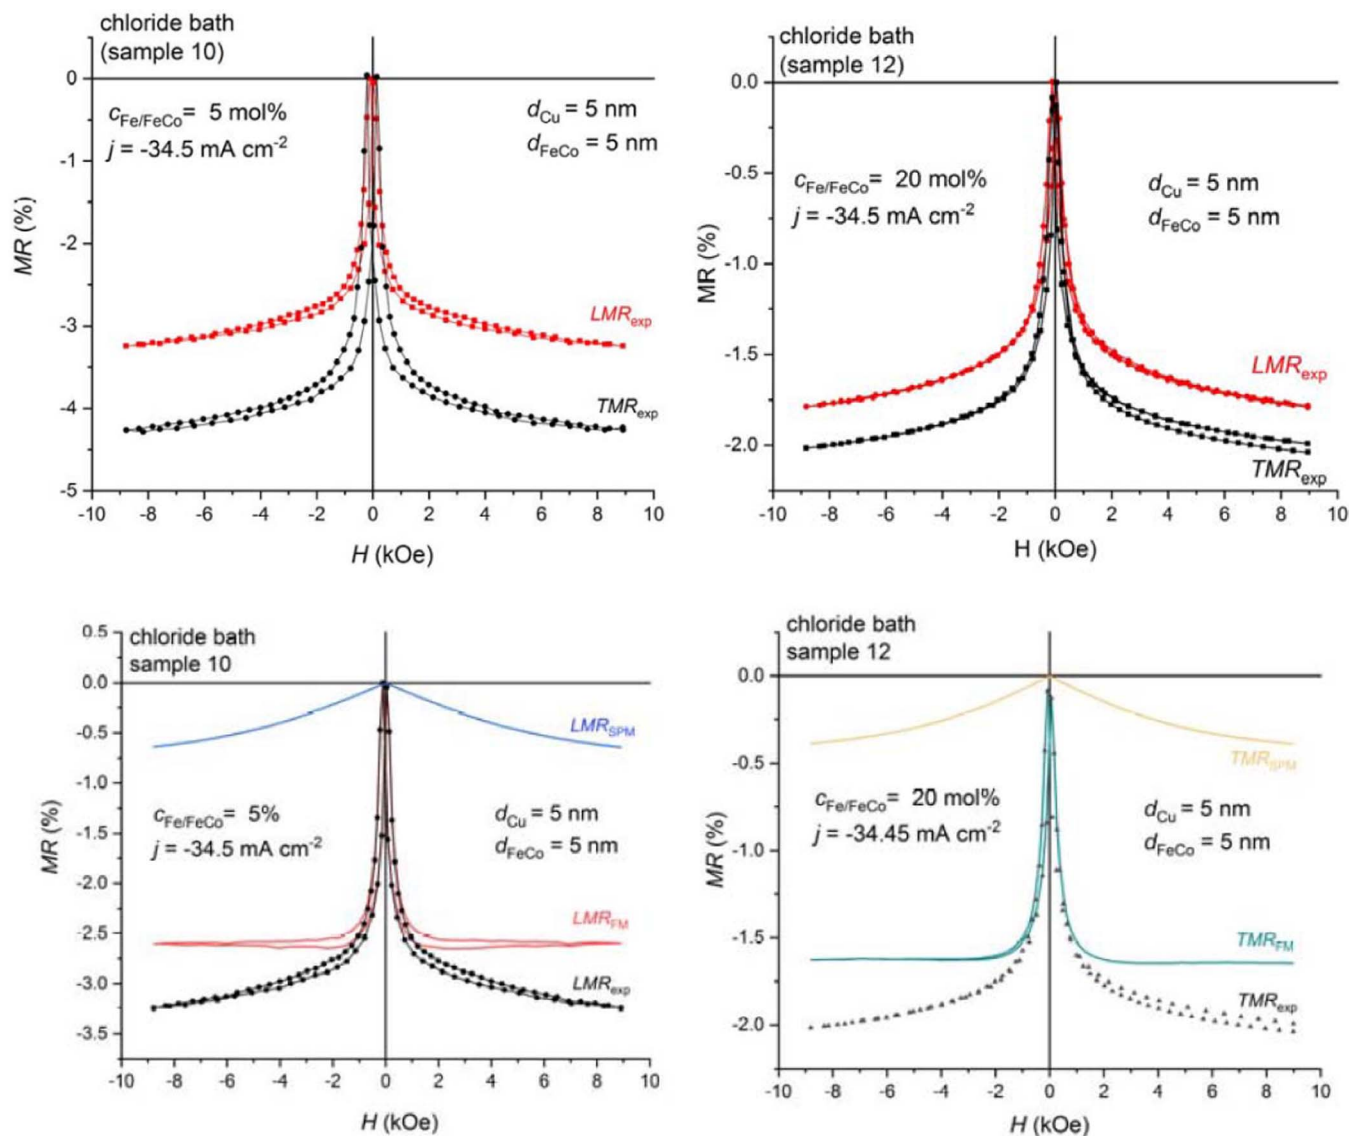 chloride bath
(sample 10)
c Fe/FeCo = 5 mol%
j = -34.5 mA cm-2
dCu = 5 nm
dFeCo = 5 nm
LMRexp
TMRexp
MR (%)
0
-1
-2
-3
-4
-5
-10 -8 -6 -4 -2 0 2 4 6 8 10
H (kOe)
chloride bath
(sample 12)
c Fe/FeCo = 20 mol%
j = -34.5 mA cm-2
dCu = 5 nm
dFeCo = 5 nm
LMRexp
TMRexp
MR (%)
0.0
-0.5
-1.0
-1.5
-2.0
-10 -8 -6 -4 -2 0 2 4 6 8 10
H (kOe)
chloride bath
sample 10
c Fe/FeCo = 5%
j = -34.5 mA cm-2
dCu = 5 nm
dFeCo = 5 nm
LMRSPM
LMRFM
LMRexp
MR (%)
0.5
0.0
-0.5
-1.0
-1.5
-2.0
-2.5
-3.0
-3.5
-10 -8 -6 -4 -2 0 2 4 6 8 10
H (kOe)
chloride bath
sample 12
c Fe/FeCo = 20 mol%
j = -34.45 mA cm-2
dCu = 5 nm
dFeCo = 5 nm
TMRSPM
TMRFM
TMRexp
MR (%)
0.0
-0.5
-1.0
-1.5
-2.0
-10 -8 -6 -4 -2 0 2 4 6 8 10
H (kOe)